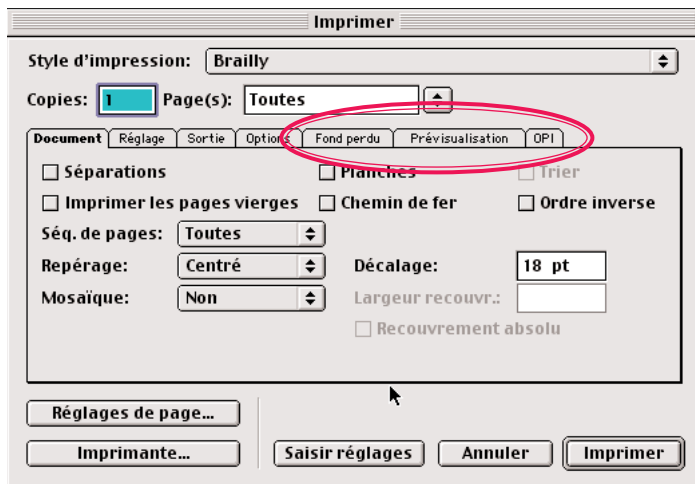 Imprimer
Style d'impression: Brailly
Copies: 1 Page(s): Toutes
Document Réglage Sortie Options Fond perdu Prévisualisation OPI
Séparations Planches Trier
Imprimer les pages vierges Chemin de fer Ordre inverse
Séq. de pages: Toutes
Repérage: Centré Décalage: 18 pt
Mosaïque: Non Largeur recouvr.:
Recouvrement absolu
Réglages de page...
Imprimante... Saisir réglages Annuler Imprimer